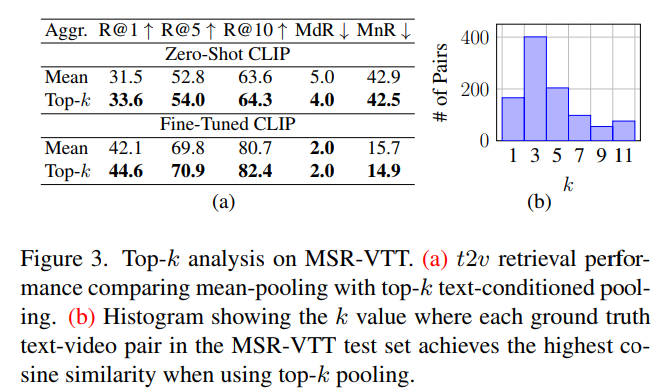 Aggr. R@1 ↑ R@5 ↑ R@10 ↑ MdR ↓ MnR ↓
Zero-Shot CLIP
Mean 31.5 52.8 63.6 5.0 42.9
Top-k 33.6 54.0 64.3 4.0 42.5
Fine-Tuned CLIP
Mean 42.1 69.8 80.7 2.0 15.7
Top-k 44.6 70.9 82.4 2.0 14.9
(a)
# of Pairs
400
200
0
1 3 5 7 9 11
k
(b)
Figure 3. Top-k analysis on MSR-VTT. (a) t2v retrieval perfor-
mance comparing mean-pooling with top-k text-conditioned pool-
ing. (b) Histogram showing the k value where each ground truth
text-video pair in the MSR-VTT test set achieves the highest co-
sine similarity when using top-k pooling.